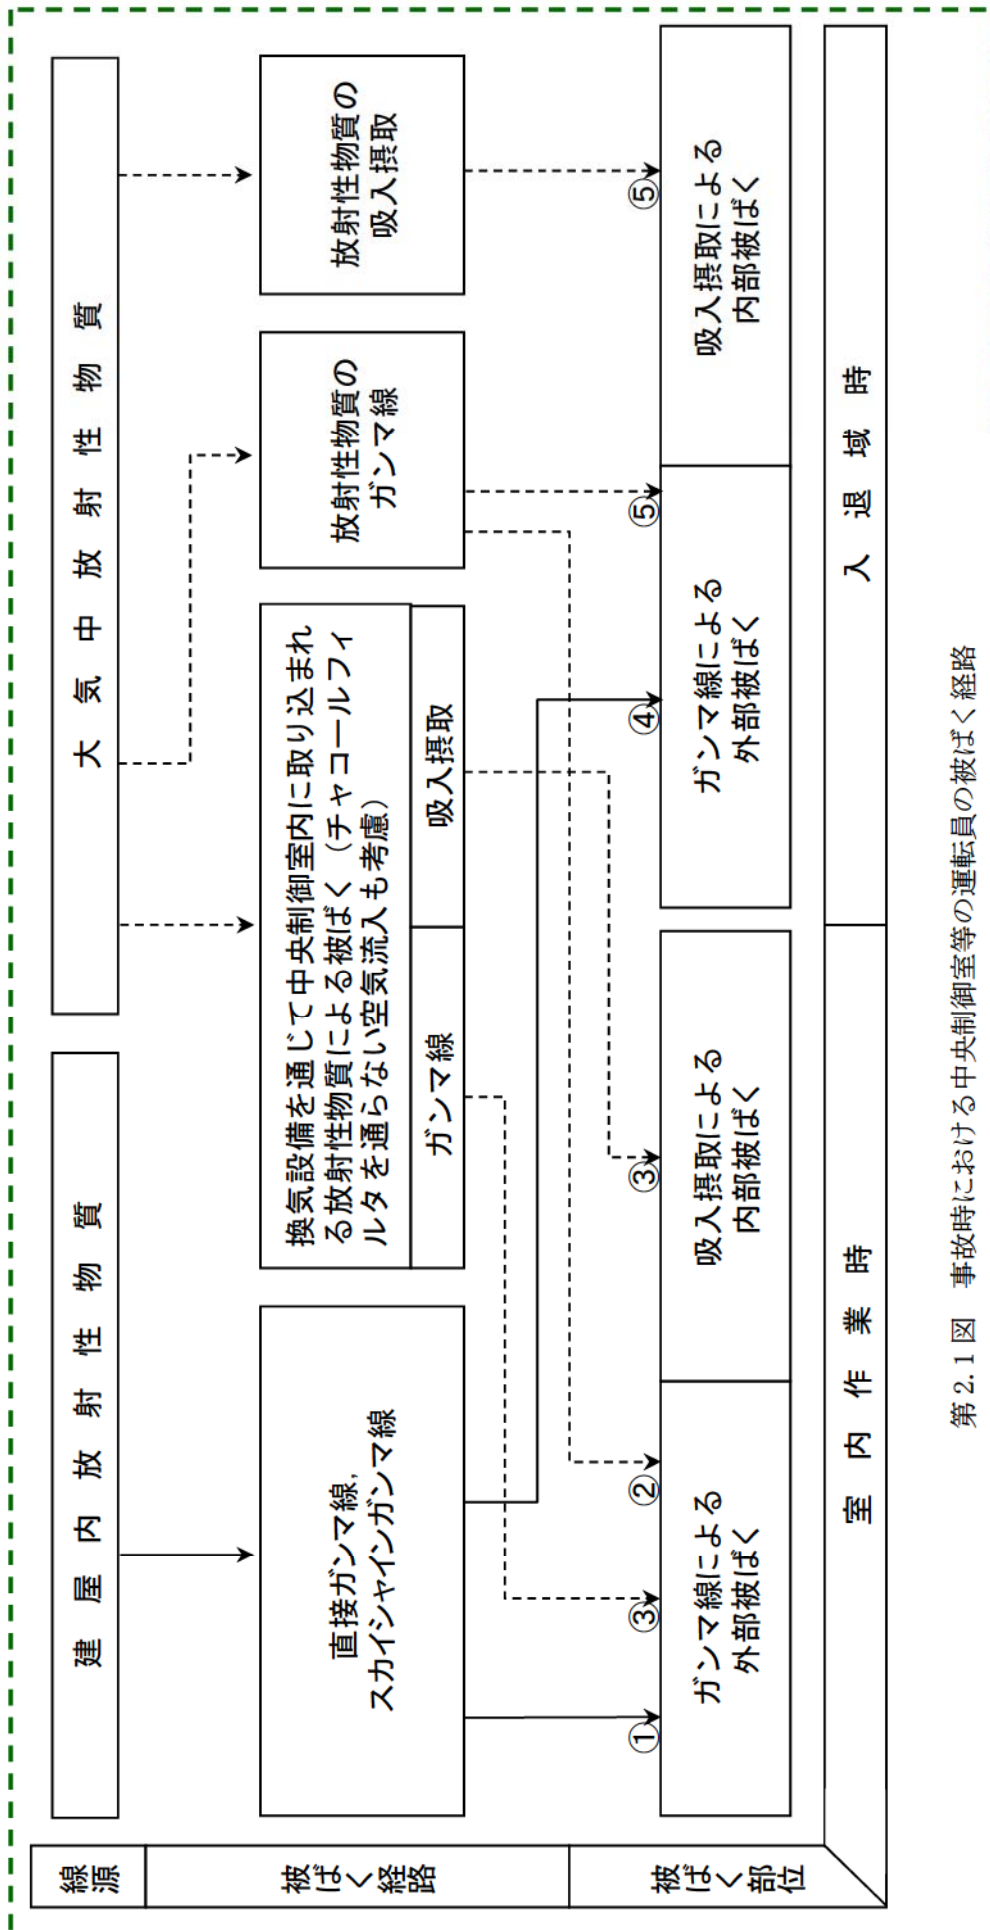 線源
建屋内放射性物質
大気中放射性物質
被ばく経路
直接ガンマ線,
スカイシャインガンマ線
換気設備を通じて中央制御室内に取り込まれ
る放射性物質による被ばく（チャコールフィ
ルタを通らない空気流入も考慮）
ガンマ線
吸入摂取
放射性物質の
ガンマ線
放射性物質の
吸入摂取
①
③
②
③
④
⑤
⑤
被ばく部位
ガンマ線による
外部被ばく
吸入摂取による
内部被ばく
ガンマ線による
外部被ばく
吸入摂取による
内部被ばく
室内作業時
入退域時
第2.1図　事故時における中央制御室等の運転員の被ばく経路